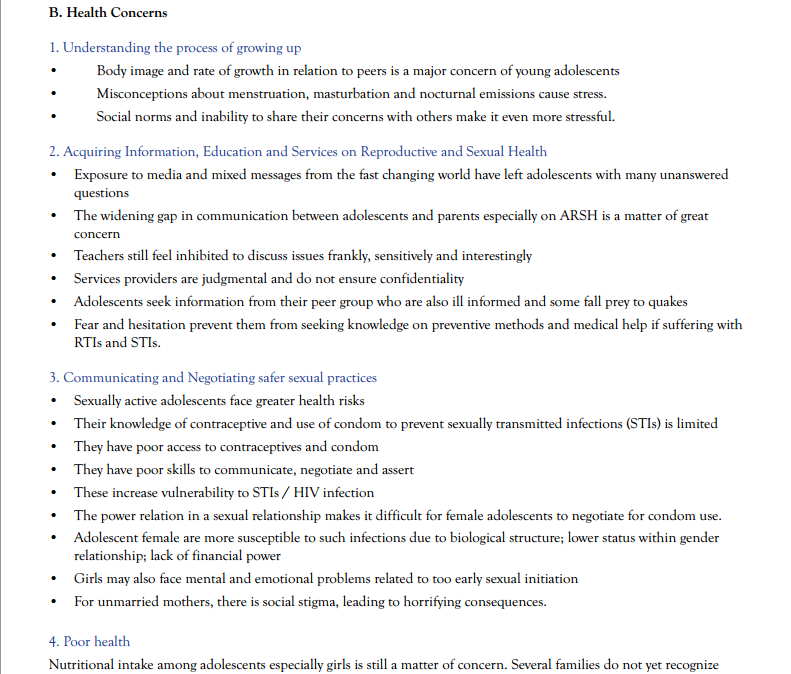 B. Health Concerns
1. Understanding the process of growing up
• Body image and rate of growth in relation to peers is a major concern of young adolescents
• Misconceptions about menstruation, masturbation and nocturnal emissions cause stress.
• Social norms and inability to share their concerns with others make it even more stressful.
2. Acquiring Information, Education and Services on Reproductive and Sexual Health
• Exposure to media and mixed messages from the fast changing world have left adolescents with many unanswered
questions
• The widening gap in communication between adolescents and parents especially on ARSH is a matter of great
concern
• Teachers still feel inhibited to discuss issues frankly, sensitively and interestingly
• Services providers are judgmental and do not ensure confidentiality
• Adolescents seek information from their peer group who are also ill informed and some fall prey to quakes
• Fear and hesitation prevent them from seeking knowledge on preventive methods and medical help if suffering with
RTIs and STIs.
3. Communicating and Negotiating safer sexual practices
• Sexually active adolescents face greater health risks
• Their knowledge of contraceptive and use of condom to prevent sexually transmitted infections (STIs) is limited
• They have poor access to contraceptives and condom
• They have poor skills to communicate, negotiate and assert
• These increase vulnerability to STIs / HIV infection
• The power relation in a sexual relationship makes it difficult for female adolescents to negotiate for condom use.
• Adolescent female are more susceptible to such infections due to biological structure; lower status within gender
relationship; lack of financial power
• Girls may also face mental and emotional problems related to too early sexual initiation
• For unmarried mothers, there is social stigma, leading to horrifying consequences.
4. Poor health
Nutritional intake among adolescents especially girls is still a matter of concern. Several families do not yet recognize